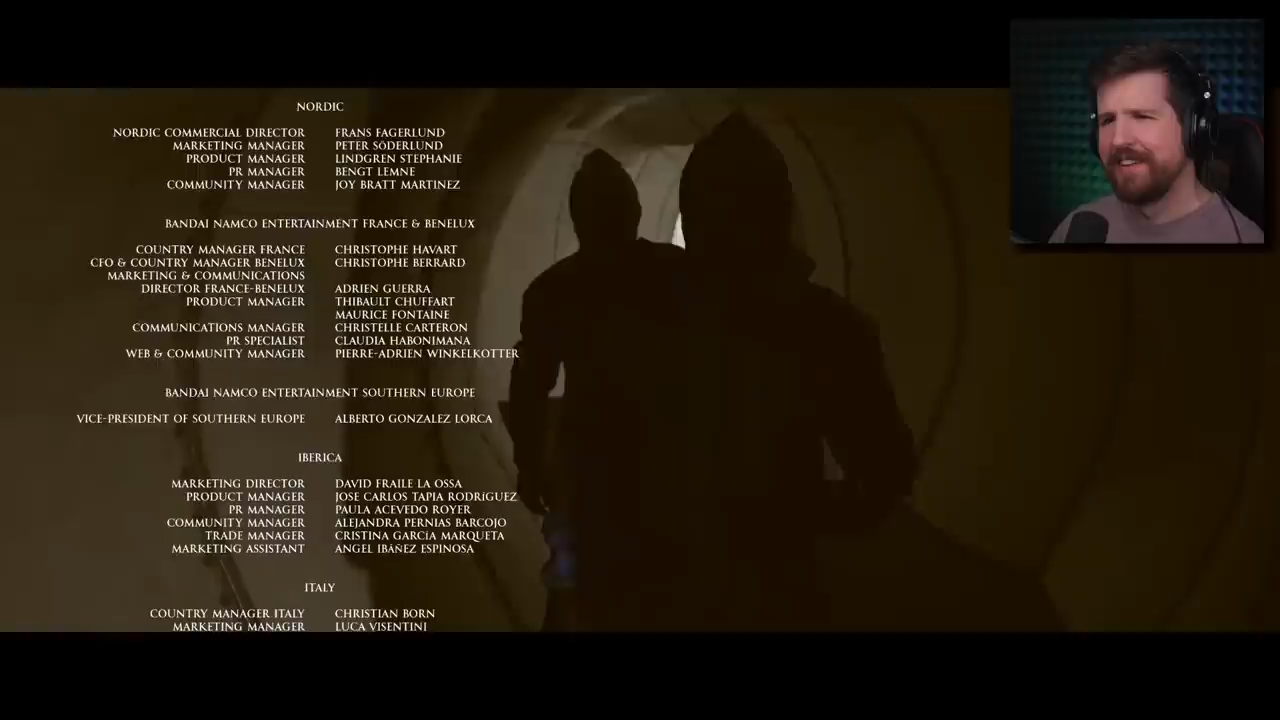 NORDIC
NORDIC COMMERCIAL DIRECTOR FRANS FAGERLUND
MARKETING MANAGER PETER SÖDERLUND
PRODUCT MANAGER LINDGREN STEPHANIE
PR MANAGER BENGT LEMNE
COMMUNITY MANAGER JOY BRATT MARTINEZ
BANDAI NAMCO ENTERTAINMENT FRANCE & BENELUX
COUNTRY MANAGER FRANCE CHRISTOPHE HAVART
CFO & COUNTRY MANAGER BENELUX CHRISTOPHE BERRARD
MARKETING & COMMUNICATIONS
DIRECTOR FRANCE-BENELUX ADRIEN GUERRA
PRODUCT MANAGER THIBAULT CHUFFART
MAURICE FONTAINE
COMMUNICATIONS MANAGER CHRISTELLE CARTERON
PR SPECIALIST CLAUDIA HABONIMANA
WEB & COMMUNITY MANAGER PIERRE-ADRIEN WINKELKOTTER
BANDAI NAMCO ENTERTAINMENT SOUTHERN EUROPE
VICE-PRESIDENT OF SOUTHERN EUROPE ALBERTO GONZALEZ LORCA
IBERICA
MARKETING DIRECTOR DAVID FRAILE LA OSSA
PRODUCT MANAGER JOSE CARLOS TAPIA RODRÍGUEZ
PR MANAGER PAULA ACEVEDO ROYER
COMMUNITY MANAGER ALEJANDRA PERNIAS BARCOJO
TRADE MANAGER CRISTINA GARCÍA MARQUETA
MARKETING ASSISTANT ANGEL IBÁÑEZ ESPINOSA
ITALY
COUNTRY MANAGER ITALY CHRISTIAN BORN
MARKETING MANAGER LUCA VISENTINI